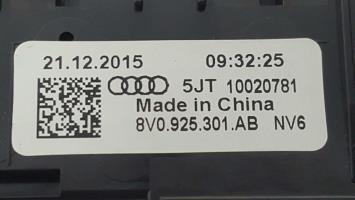 21.12.2015 09:32:25
5JT 10020781
Made in China
8V0.925.301.AB NV6